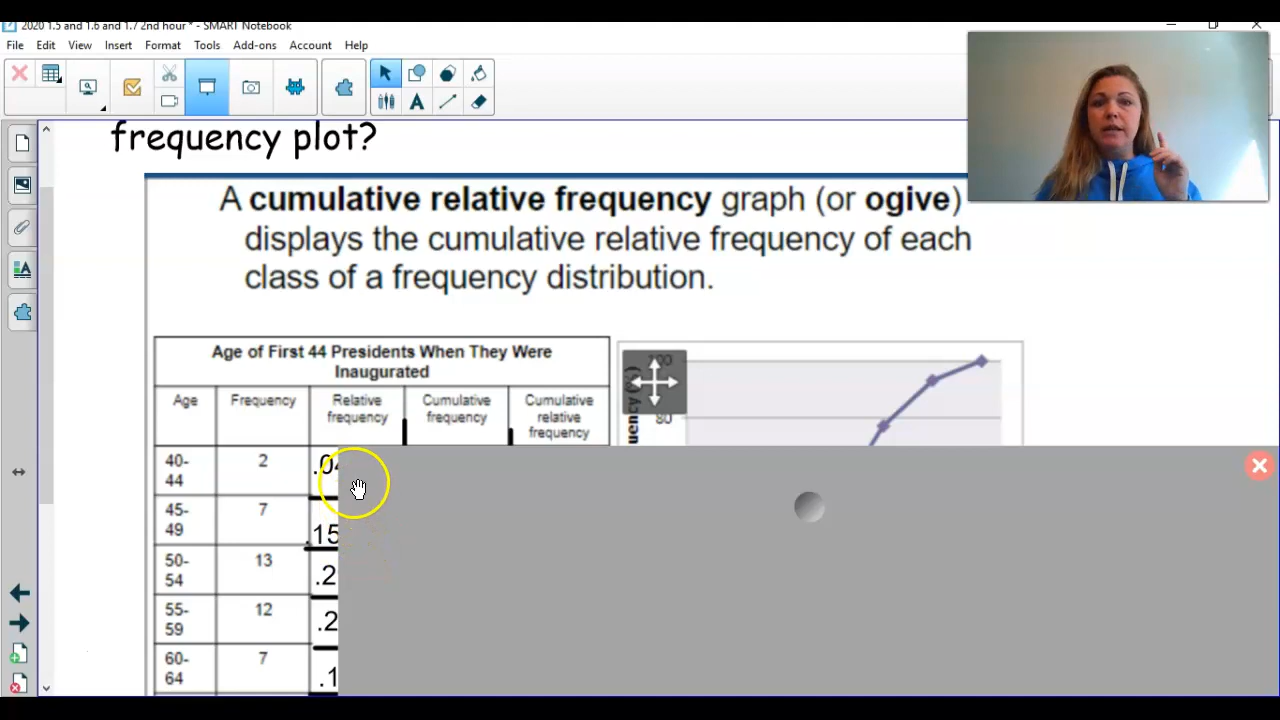 2020 1.5 and 1.6 and 1.7 2nd hour * - SMART Notebook
File Edit View Insert Format Tools Add-ons Account Help
frequency plot?
A cumulative relative frequency graph (or ogive)
displays the cumulative relative frequency of each
class of a frequency distribution.
Age of First 44 Presidents When They Were
Inaugurated
Age Frequency Relative frequency Cumulative frequency Cumulative relative frequency
40-44 2 .04
45-49 7 .15
50-54 13 .2
55-59 12 .2
60-64 7 .1
100
80